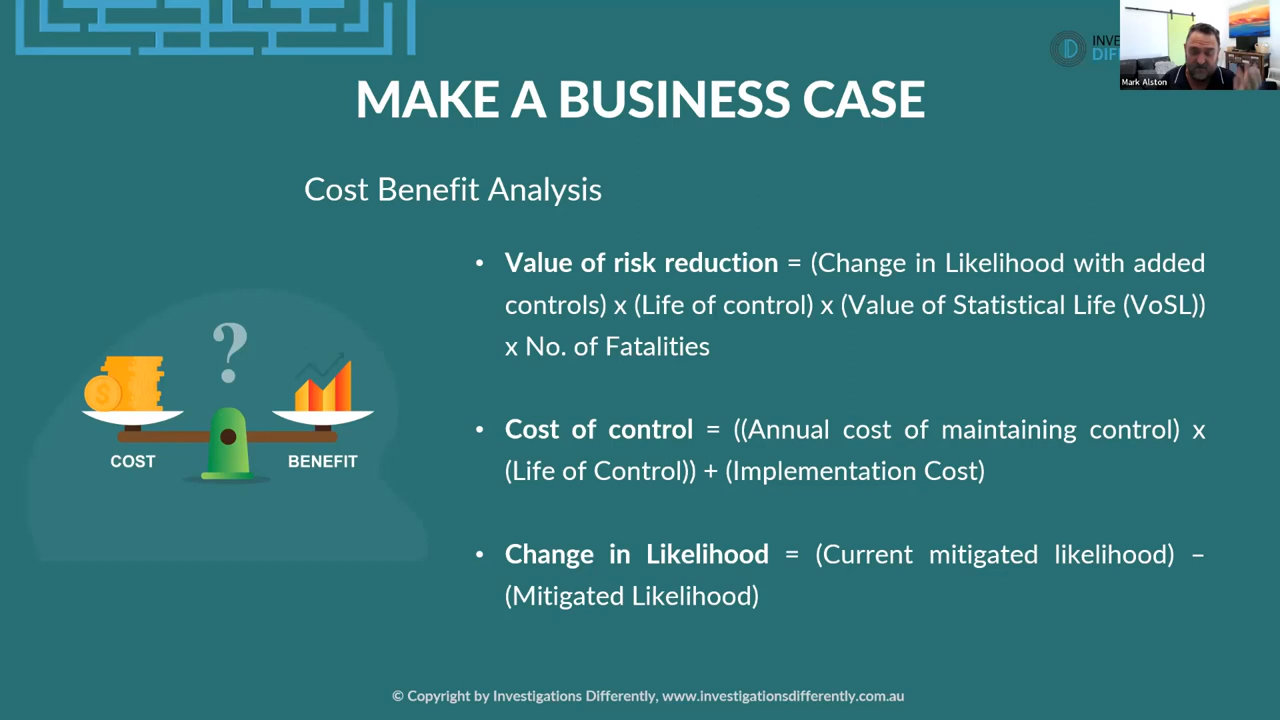 INVE
DIF
Mark Alston
MAKE A BUSINESS CASE
Cost Benefit Analysis
• Value of risk reduction = (Change in Likelihood with added
controls) x (Life of control) x (Value of Statistical Life (VoSL))
x No. of Fatalities
?
$
COST
BENEFIT
• Cost of control = ((Annual cost of maintaining control) x
(Life of Control)) + (Implementation Cost)
• Change in Likelihood = (Current mitigated likelihood) –
(Mitigated Likelihood)
© Copyright by Investigations Differently, www.investigationsdifferently.com.au